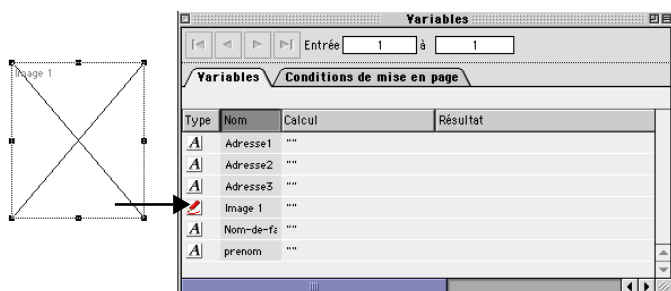 Image 1
Variables
Entrée 1 à 1
Variables Conditions de mise en page
Type Nom Calcul Résultat
A Adresse1 ""
A Adresse2 ""
A Adresse3 ""
Image 1 ""
A Nom-de-fa ""
A prenom ""